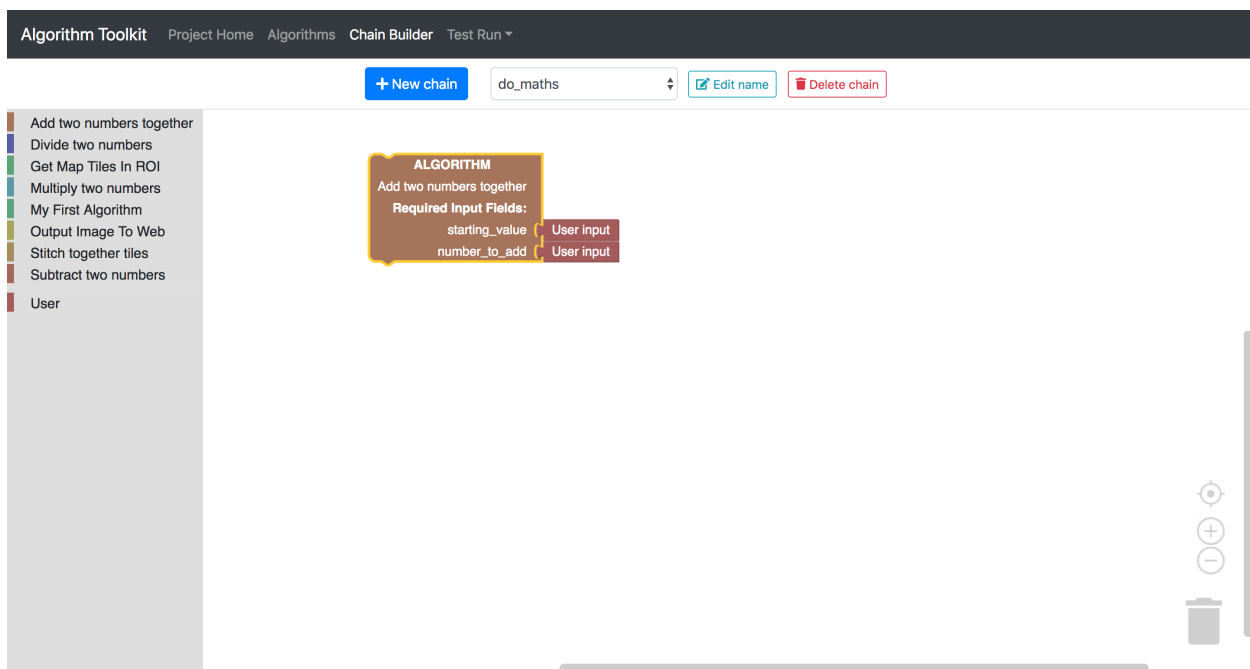 Algorithm Toolkit Project Home Algorithms Chain Builder Test Run
New chain do_maths Edit name Delete chain
Add two numbers together
Divide two numbers
Get Map Tiles In ROI
Multiply two numbers
My First Algorithm
Output Image To Web
Stitch together tiles
Subtract two numbers
User
ALGORITHM
Add two numbers together
Required Input Fields:
starting_value User input
number_to_add User input